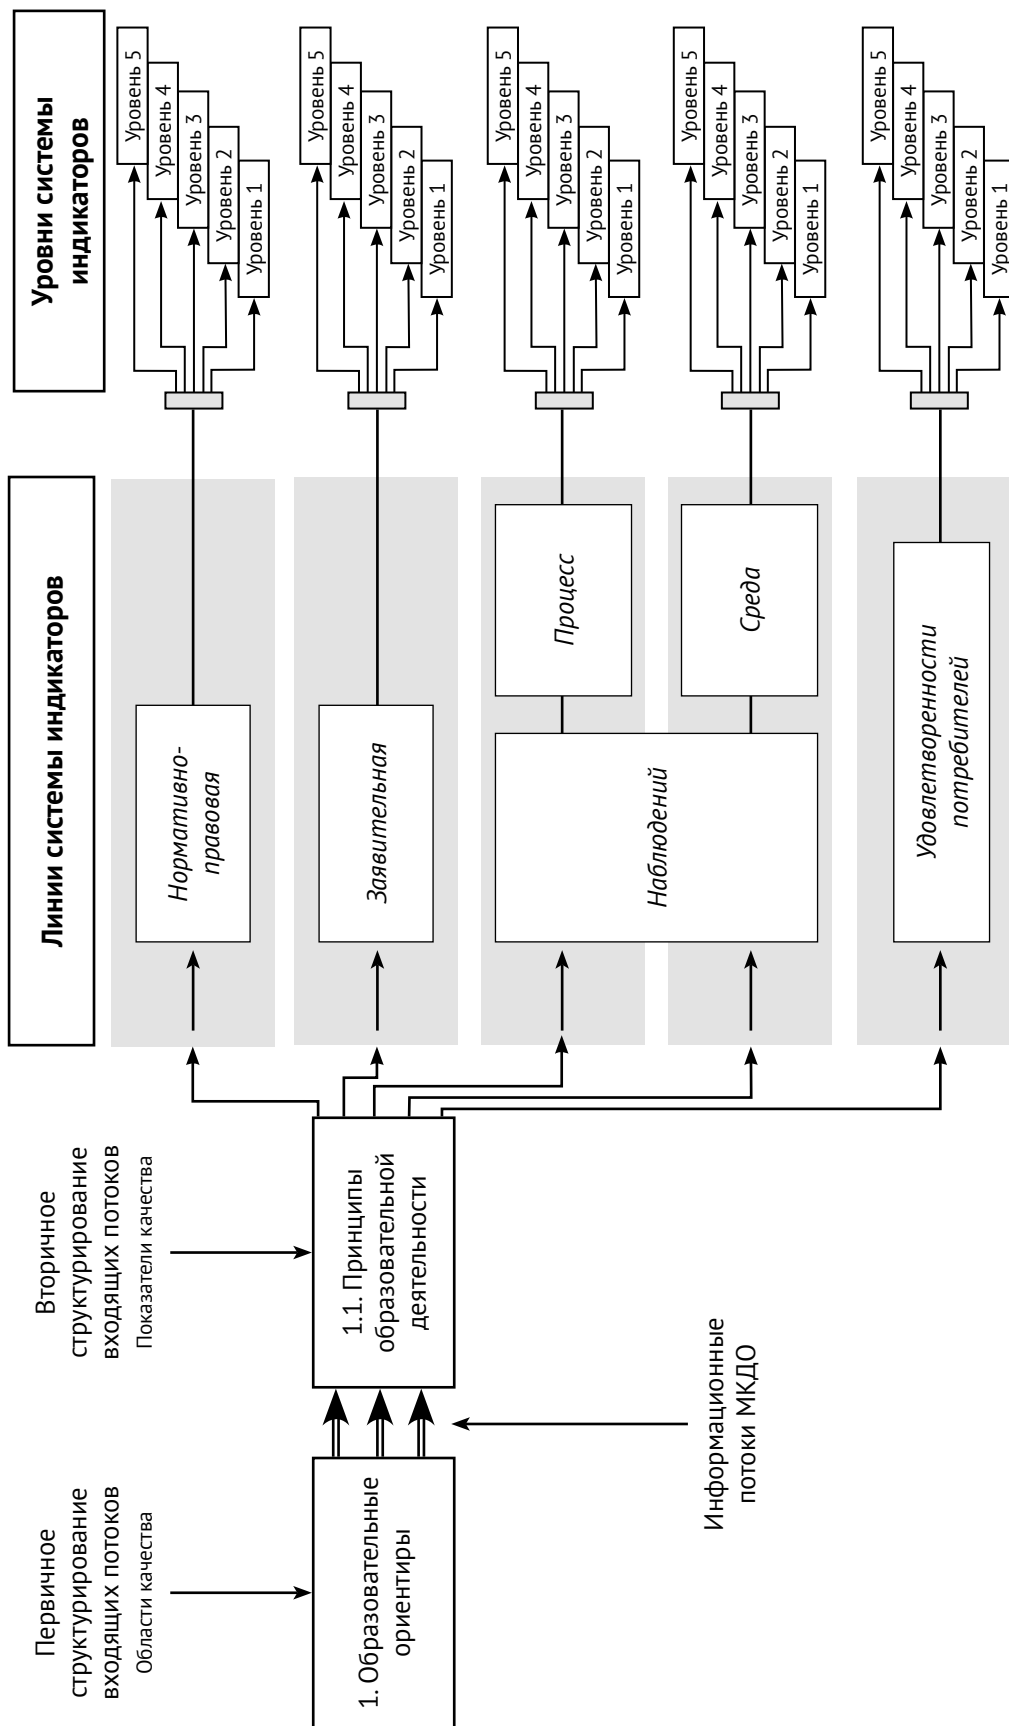 Первичное
структурирование
входящих потоков
Области качества
Вторичное
структурирование
входящих потоков
Показатели качества
Линии системы индикаторов
Уровни системы
индикаторов
1. Образовательные
ориентиры
1.1. Принципы
образовательной
деятельности
Информационные
потоки МКДО
Нормативно-
правовая
Уровень 5
Уровень 4
Уровень 3
Уровень 2
Уровень 1
Заявительная
Уровень 5
Уровень 4
Уровень 3
Уровень 2
Уровень 1
Наблюдений
Процесс
Уровень 5
Уровень 4
Уровень 3
Уровень 2
Уровень 1
Среда
Уровень 5
Уровень 4
Уровень 3
Уровень 2
Уровень 1
Удовлетворенности
потребителей
Уровень 5
Уровень 4
Уровень 3
Уровень 2
Уровень 1